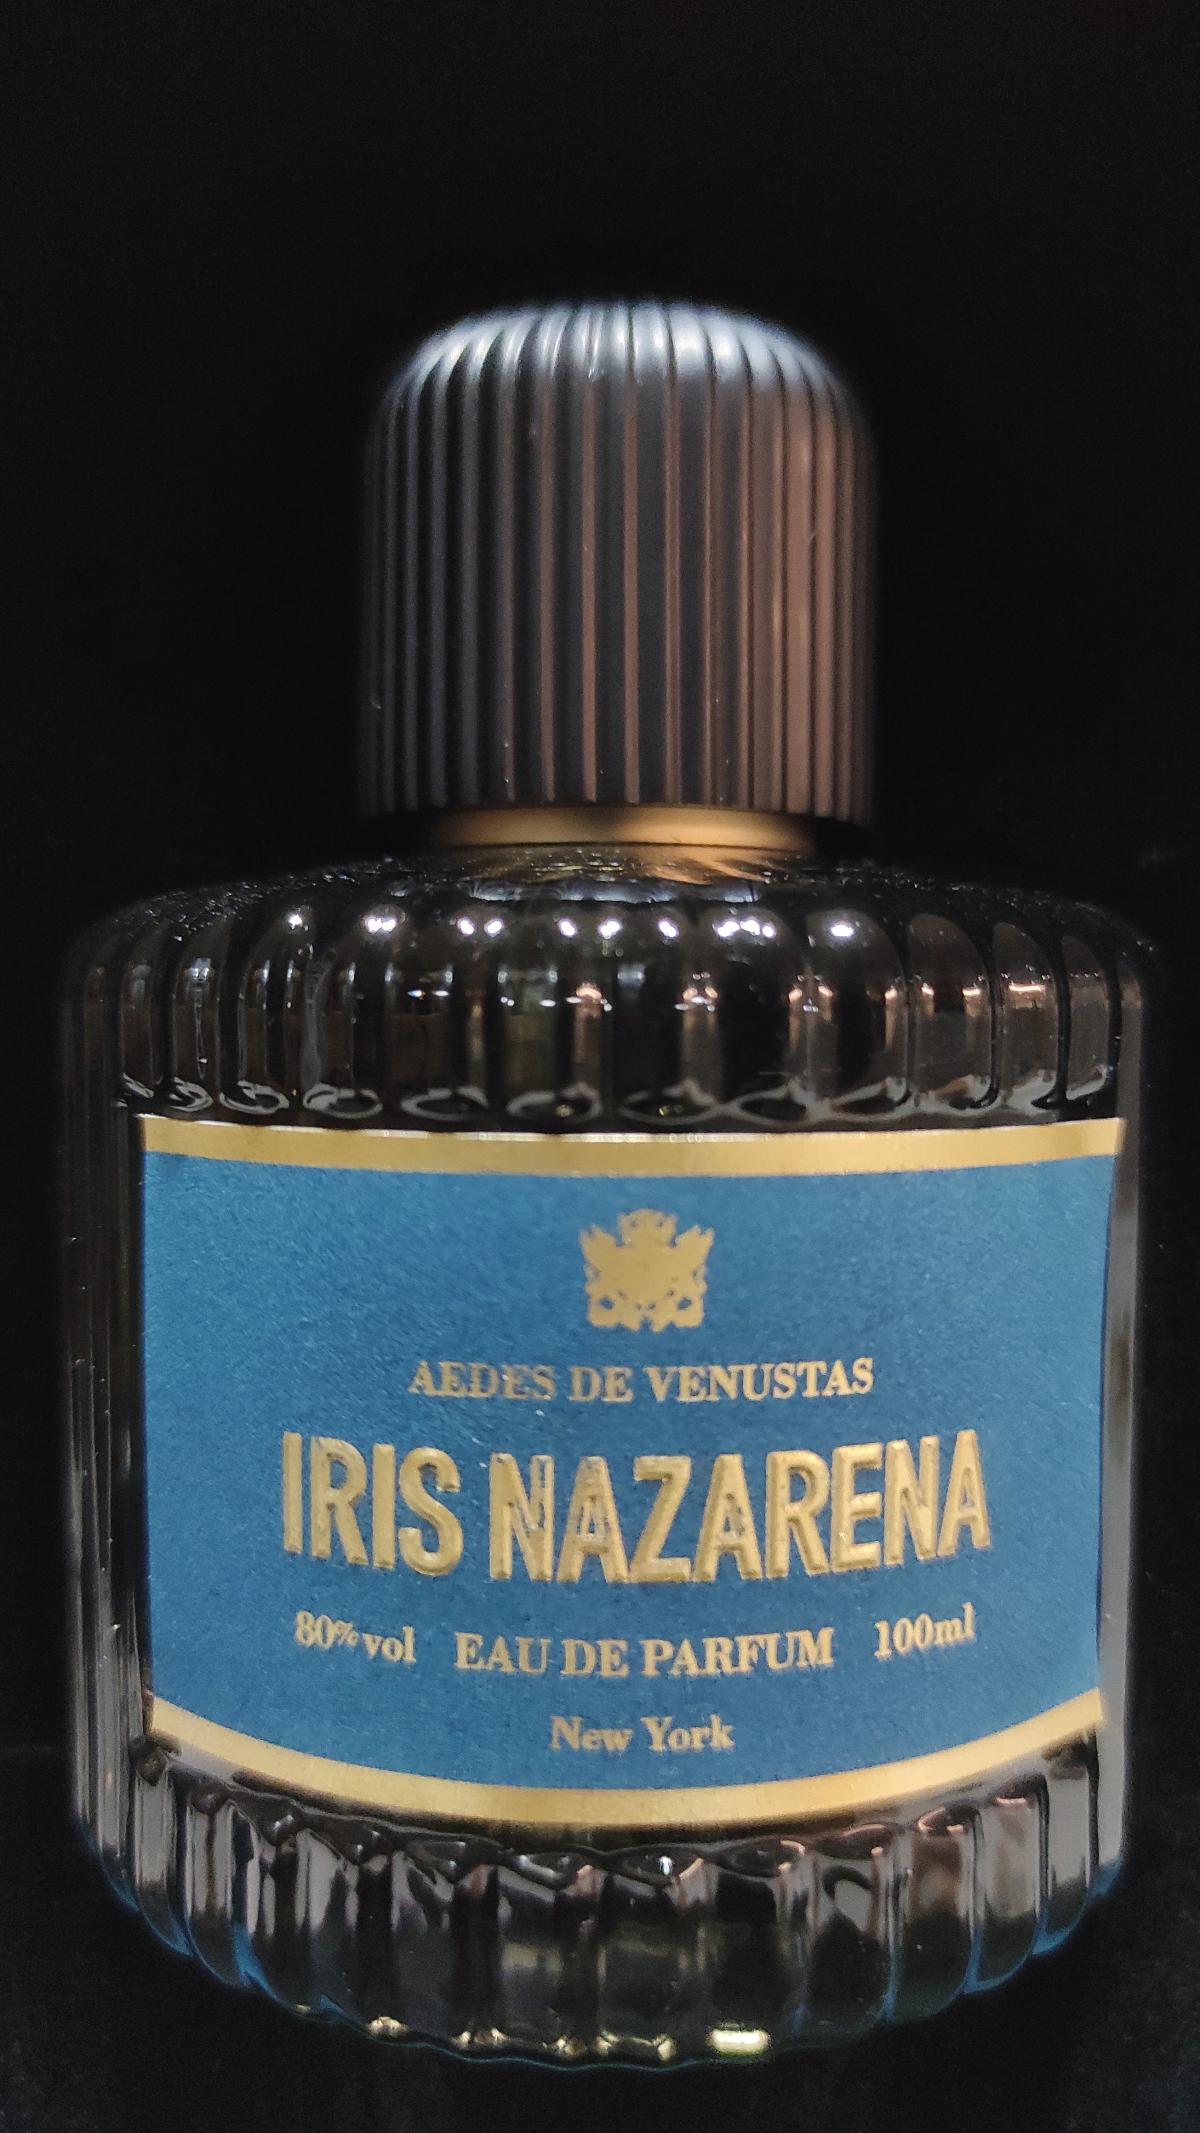 AEDES DE VENUSTAS
IRIS NAZARENA
80% vol EAU DE PARFUM 100ml
New York